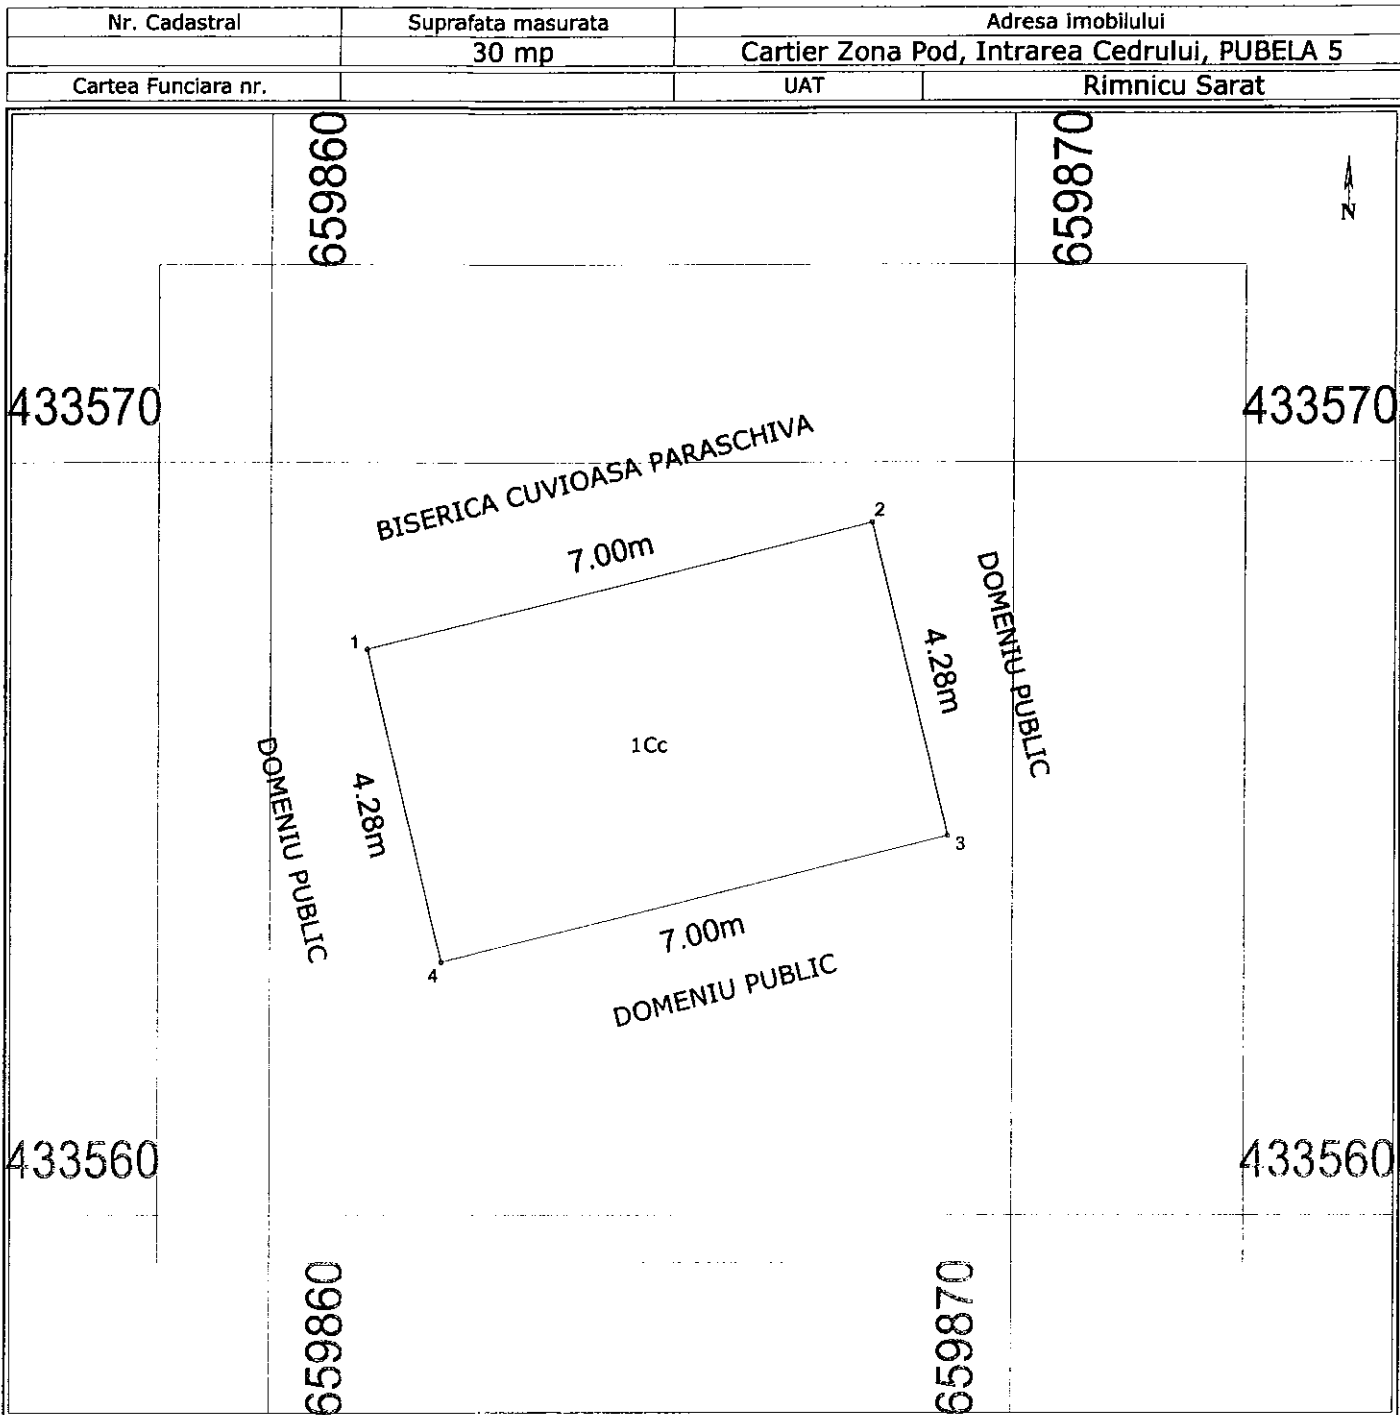 Nr. Cadastral Suprafata masurata Adresa imobilului
30 mp Cartier Zona Pod, Intrarea Cedrului, PUBELA 5
Cartea Funciara nr. UAT Rimnicu Sarat
659860 659870
N
433570 433570
BISERICA CUVIOASA PARASCHIVA
2
7.00m
1
DOMENIU PUBLIC
4.28m
1Cc
DOMENIU PUBLIC
4.28m
3
7.00m
4
DOMENIU PUBLIC
433560 433560
659860 659870